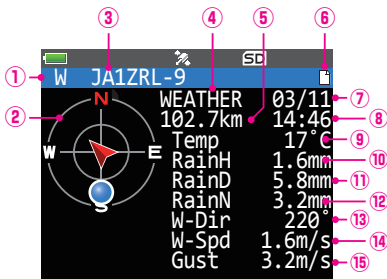 ③ ④ ⑤ ⑥
SD
① W JA1ZRL-9
② N WEATHER 03/11 ⑦
102.7km 14:46 ⑧
Temp 17°C ⑨
W E RainH 1.6mm ⑩
RainD 5.8mm ⑪
S RainN 3.2mm ⑫
W-Dir 220° ⑬
W-Spd 1.6m/s ⑭
Gust 3.2m/s ⑮